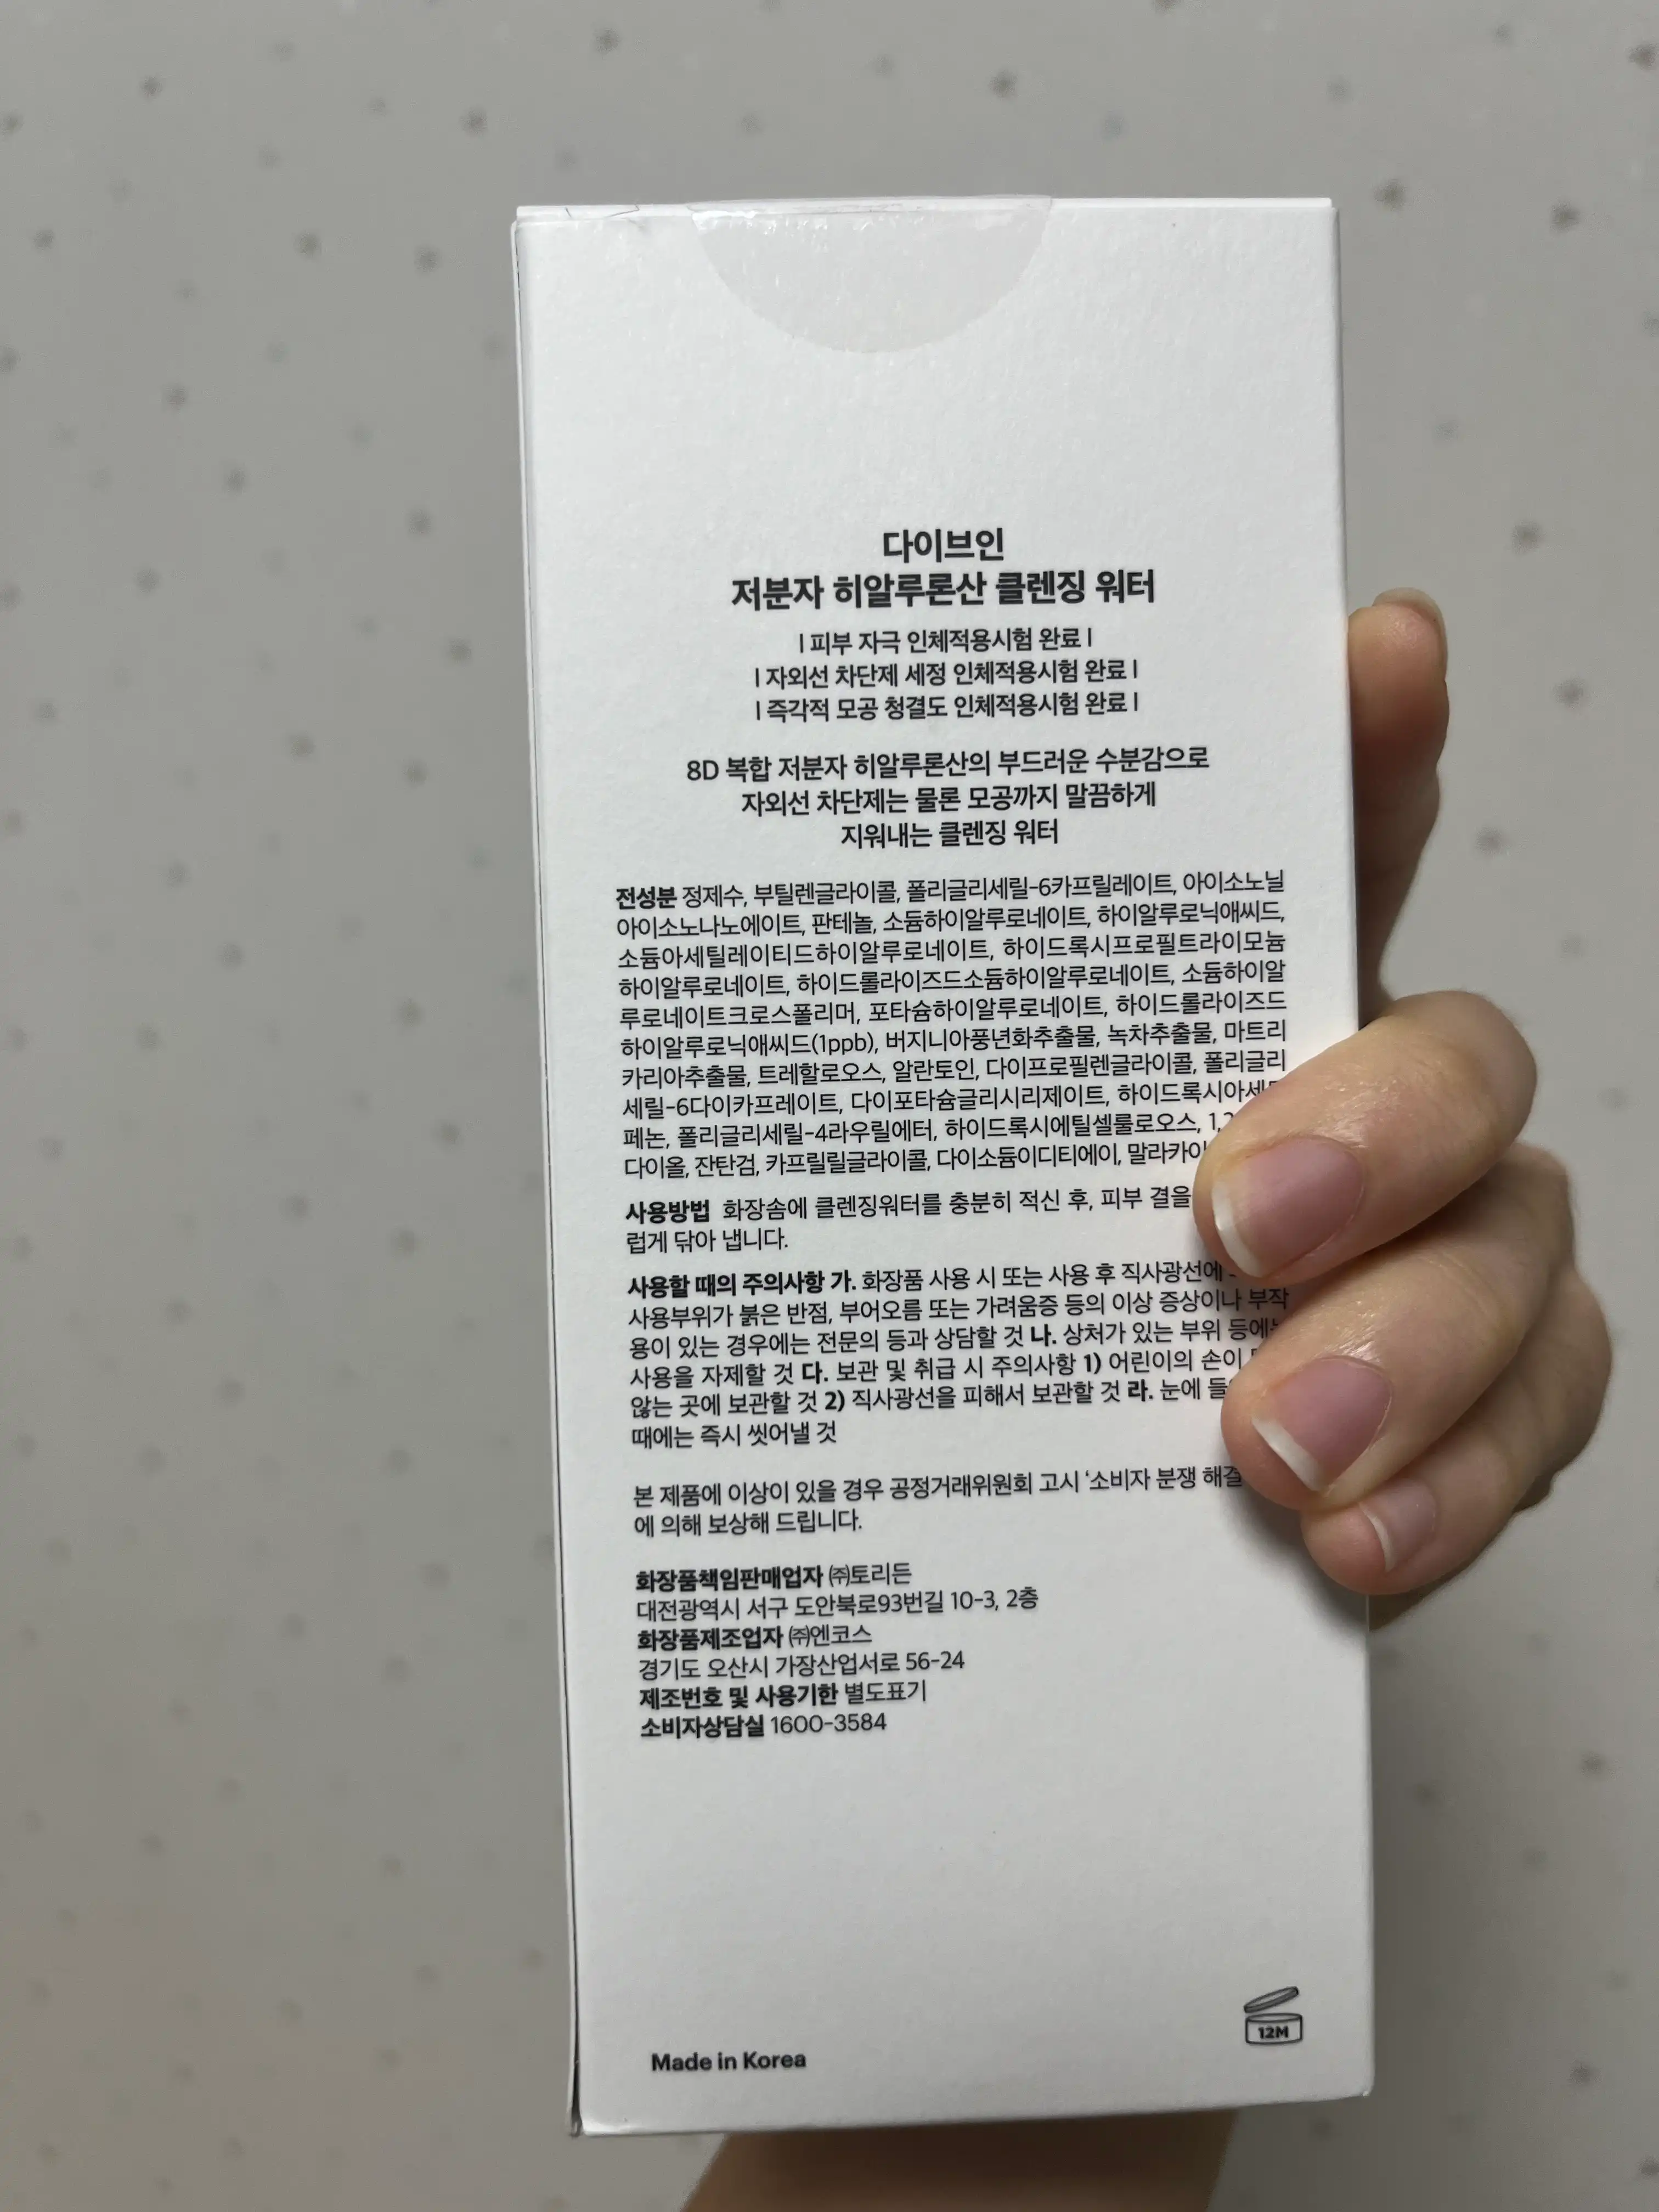 다이브인
저분자 히알루론산 클렌징 워터
| 피부 자극 인체적용시험 완료 |
| 자외선 차단제 세정 인체적용시험 완료 |
| 즉각적 모공 청결도 인체적용시험 완료 |
8D 복합 저분자 히알루론산의 부드러운 수분감으로
자외선 차단제는 물론 모공까지 말끔하게
지워내는 클렌징 워터
전성분 정제수, 부틸렌글라이콜, 폴리글리세릴-6카프릴레이트, 아이소노닐
아이소노나노에이트, 판테놀, 소듐하이알루로네이트, 하이알루로닉애씨드,
소듐아세틸레이티드하이알루로네이트, 하이드록시프로필트라이모늄
하이알루로네이트, 하이드롤라이즈드소듐하이알루로네이트, 소듐하이알
루로네이트크로스폴리머, 포타슘하이알루로네이트, 하이드롤라이즈드
하이알루로닉애씨드(1ppb), 버지니아풍년화추출물, 녹차추출물, 마트리
카리아추출물, 트레할로오스, 알란토인, 다이프로필렌글라이콜, 폴리글리
세릴-6다이카프레이트, 다이포타슘글리시리제이트, 하이드록시아세
페논, 폴리글리세릴-4라우릴에터, 하이드록시에틸셀룰로오스, 1,2
다이올, 잔탄검, 카프릴릴글라이콜, 다이소듐이디티에이, 말라카이
사용방법 화장솜에 클렌징워터를 충분히 적신 후, 피부 결을
럽게 닦아 냅니다.
사용할 때의 주의사항 가. 화장품 사용 시 또는 사용 후 직사광선에
사용부위가 붉은 반점, 부어오름 또는 가려움증 등의 이상 증상이나 부작
용이 있는 경우에는 전문의 등과 상담할 것 나. 상처가 있는 부위 등에는
사용을 자제할 것 다. 보관 및 취급 시 주의사항 1) 어린이의 손이
않는 곳에 보관할 것 2) 직사광선을 피해서 보관할 것 라. 눈에
때에는 즉시 씻어낼 것
본 제품에 이상이 있을 경우 공정거래위원회 고시 ‘소비자 분쟁 해결
에 의해 보상해 드립니다.
화장품책임판매업자 ㈜토리든
대전광역시 서구 도안북로93번길 10-3, 2층
화장품제조업자 ㈜엔코스
경기도 오산시 가장산업서로 56-24
제조번호 및 사용기한 별도표기
소비자상담실 1600-3584
12M
Made in Korea